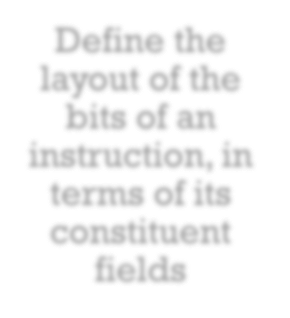 Define the
layout of the
bits of an
instruction, in
terms of its
constituent
fields